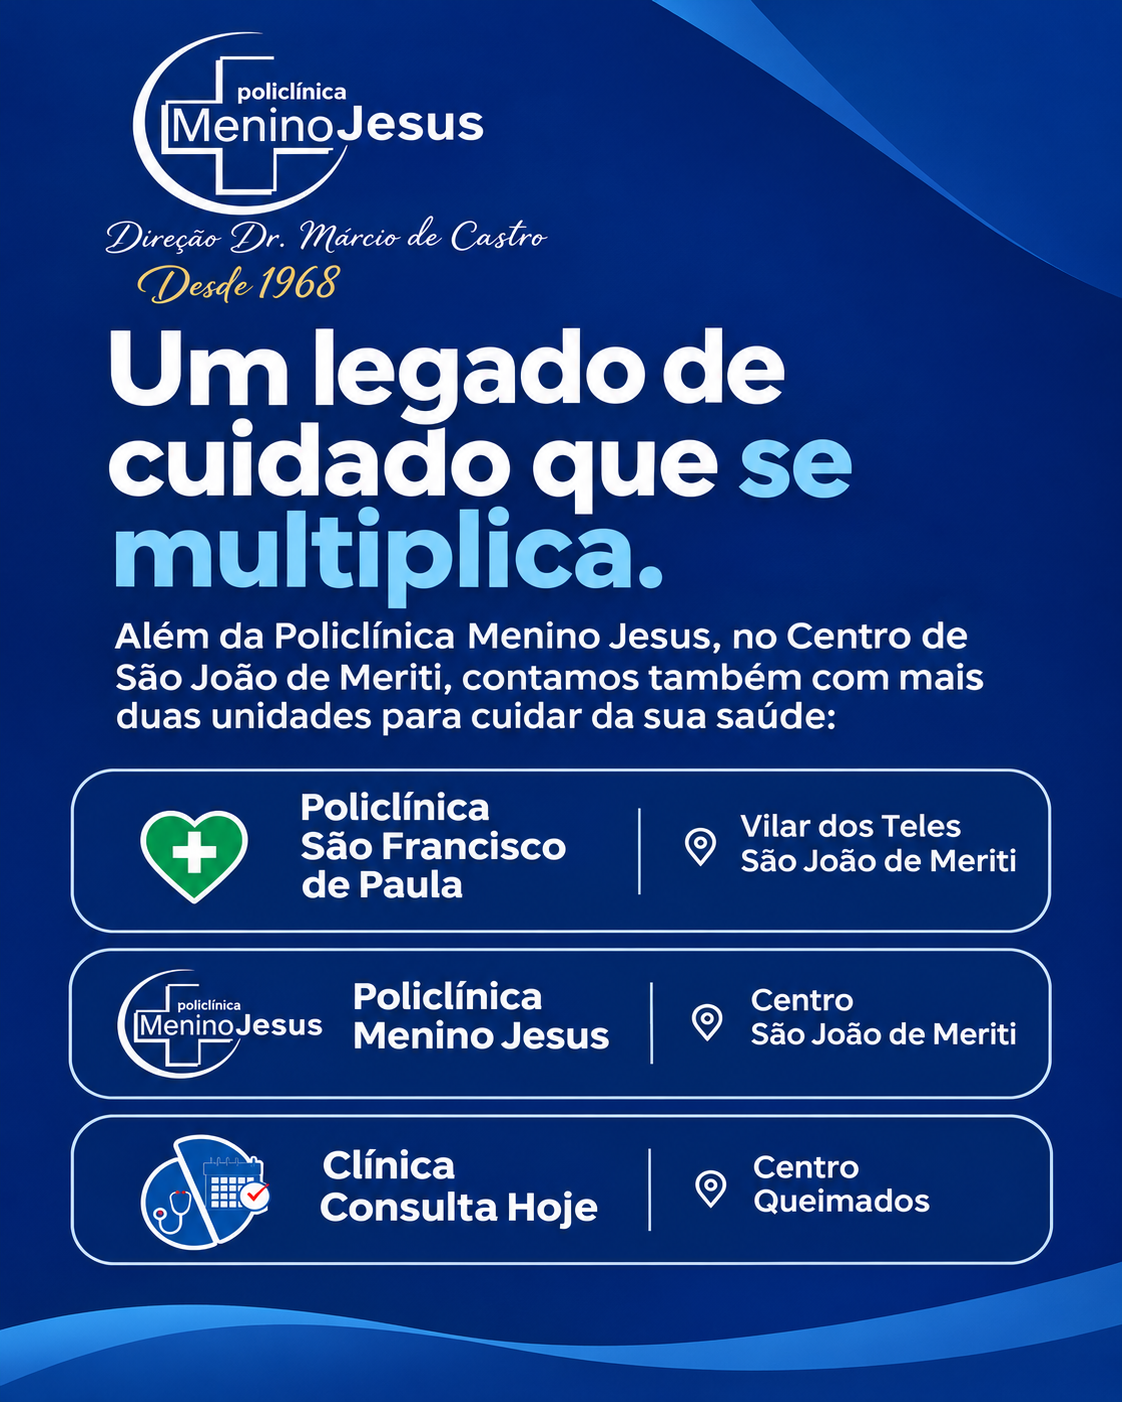 policlínica
MeninoJesus
Direção Dr. Márcio de Castro
Desde 1968
Um legado de
cuidado que se
multiplica.
Além da Policlínica Menino Jesus, no Centro de
São João de Meriti, contamos também com mais
duas unidades para cuidar da sua saúde:
Policlínica
São Francisco
de Paula
Vilar dos Teles
São João de Meriti
policlínica
MeninoJesus
Policlínica
Menino Jesus
Centro
São João de Meriti
Clínica
Consulta Hoje
Centro
Queimados